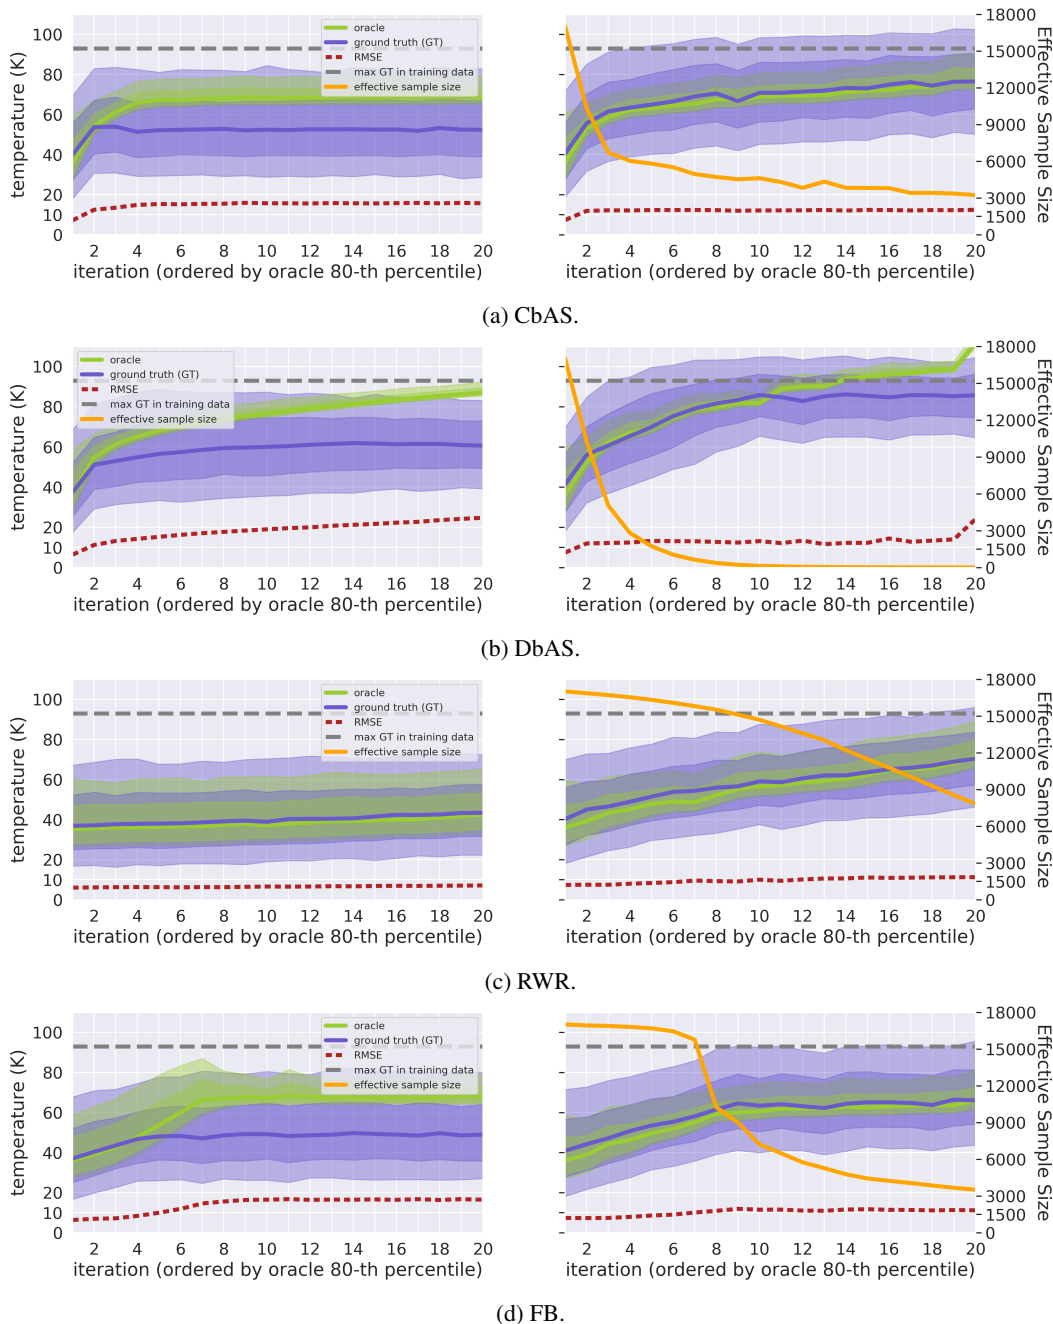 100
80
60
40
20
10
0
temperature (K)
oracle
ground truth (GT)
RMSE
max GT in training data
effective sample size
2 4 6 8 10 12 14 16 18 20
iteration (ordered by oracle 80-th percentile)
18000
15000
12000
9000
6000
3000
1500
0
Effective Sample Size
2 4 6 8 10 12 14 16 18 20
iteration (ordered by oracle 80-th percentile)
(a) CbAS.
100
80
60
40
20
10
0
temperature (K)
oracle
ground truth (GT)
RMSE
max GT in training data
effective sample size
2 4 6 8 10 12 14 16 18 20
iteration (ordered by oracle 80-th percentile)
18000
15000
12000
9000
6000
3000
1500
0
Effective Sample Size
2 4 6 8 10 12 14 16 18 20
iteration (ordered by oracle 80-th percentile)
(b) DbAS.
100
80
60
40
20
10
0
temperature (K)
oracle
ground truth (GT)
RMSE
max GT in training data
effective sample size
2 4 6 8 10 12 14 16 18 20
iteration (ordered by oracle 80-th percentile)
18000
15000
12000
9000
6000
3000
1500
0
Effective Sample Size
2 4 6 8 10 12 14 16 18 20
iteration (ordered by oracle 80-th percentile)
(c) RWR.
100
80
60
40
20
10
0
temperature (K)
oracle
ground truth (GT)
RMSE
max GT in training data
effective sample size
2 4 6 8 10 12 14 16 18 20
iteration (ordered by oracle 80-th percentile)
18000
15000
12000
9000
6000
3000
1500
0
Effective Sample Size
2 4 6 8 10 12 14 16 18 20
iteration (ordered by oracle 80-th percentile)
(d) FB.